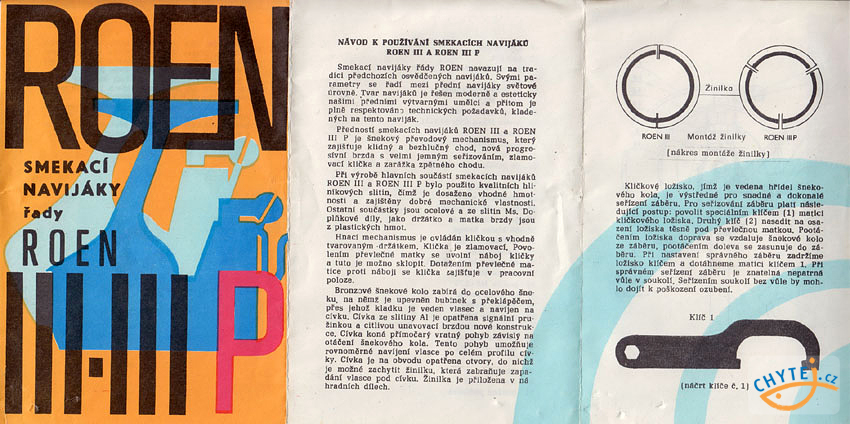 ROEN
SMEKACÍ
NAVIJÁKY
řady
ROEN
III-III P
NÁVOD K POUŽÍVÁNÍ SMEKACÍCH NAVIJÁKŮ
ROEN III A ROEN III P
Smekací navijáky řády ROEN navazují na tra-
dici předchozích osvědčených navijáků. Svými pa-
rametry se řadí mezi přední navijáky světové
úrovně. Tvar navijáků je řešen moderně a esteticky
našimi předními výtvarnými umělci a přitom je
plně respektováno technických požadavků, klade-
ných na tento naviják.
Předností smekacích navijáků ROEN III a ROEN
III P je šnekový převodový mechanismus, který
zajišťuje klidný a bezhlučný chod, nová progre-
sívní brzda s velmi jemným seřizováním, zlamo-
vací klička a zarážka zpětného chodu.
Při výrobě hlavních součástí smekacích navijáků
ROEN III a ROEN III P bylo použito kvalitních hli-
níkových slitin, čímž je dosaženo vhodné hmot-
nosti a zajištěny dobré mechanické vlastnosti.
Ostatní součástky jsou ocelové a ze slitin Ms. Do-
plňkové díly, jako držátko a matka brzdy jsou
z plastických hmot.
Hnací mechanismus je ovládán kličkou s vhodně
tvarovaným držátkem. Klička je zlamovací. Povo-
lením převlečné matky se uvolní náboj kličky
a tuto je možno sklopit. Dotažením převlečné ma-
tice proti náboji se klička zajišťuje v pracovní
poloze.
Bronzové šnekové kolo zabírá do ocelového šne-
ku, na němž je upevněn bubínek s překlápěčem,
přes jehož kladku je veden vlasec a navíjen na
cívku. Cívka ze slitiny Al je opatřena signální pru-
žinkou a citlivou unavovací brzdou nové konstruk-
ce. Cívka koná přímočarý vratný pohyb závislý na
otáčení šnekového kola. Tento pohyb umožňuje
rovnoměrné navíjení vlasce po celém profilu cív-
ky. Cívka je na obvodu opatřena otvory, do nichž
je možné zachytit žinilku, která zabraňuje zapa-
dání vlasce pod cívku. Žinilka je přiložena v ná
hradních dílech.
Žinilka
ROEN III Montáž žinilky ROEN III P
[nákres montáže žinilky]
Kličkové ložisko, jímž je vedena hřídel šneko-
vého kola, je výstředné pro snadné a dokonalé
seřízení záběru. Pro seřizování záběru platí násle-
dující postup: povolit speciálním klíčem [1] matici
kličkového ložiska. Druhý klíč [2] nasadit na osa-
zení ložiska těsně pod převlečnou matkou. Pootá-
čením ložiska doprava se vzdaluje šnekové kolo
ze záběru, pootáčením doleva se zasunuje do zá-
běru. Při nastavení správného záběru zadržíme
ložisko klíčem a dotáhneme matici klíčem 1. Při
správném seřízení záběru je znatelná nepatrná
vůle v soukolí. Seřízením soukolí bez vůle by moh-
lo dojít k poškození ozubení.
Klíč 1
(náčrt klíče č. 1)
CHYTEJ.cz